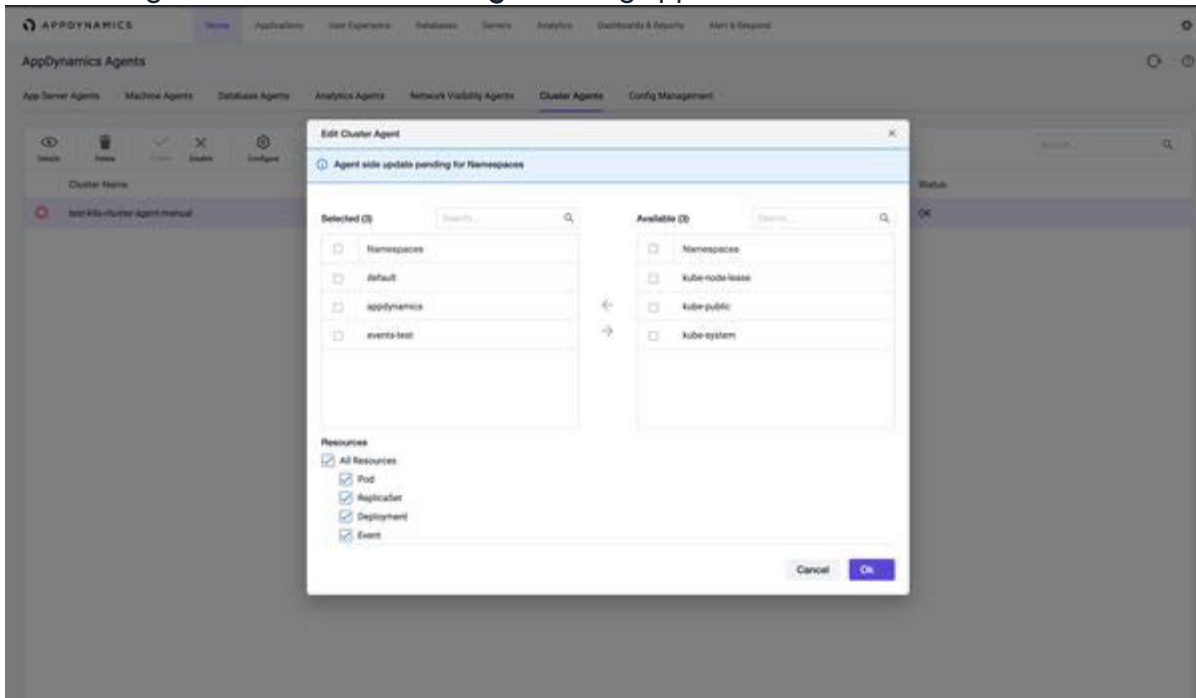 APPDYNAMICS Home Applications User Experience Databases Servers Analytics Dashboards & Reports Alert & Respond
AppDynamics Agents
App Server Agents Machine Agents Database Agents Analytics Agents Network Visibility Agents Cluster Agents Config Management
Details Delete Disable Configure
Search...
Cluster Name Status
test-k8s-cluster-agent-manual OK
Edit Cluster Agent
Agent side update pending for Namespaces
Selected (3) Search... Available (3) Search...
Namespaces Namespaces
default kube-node-lease
appdynamics kube-public
events-test kube-system
Resources
All Resources
Pod
ReplicaSet
Deployment
Event
Cancel Ok